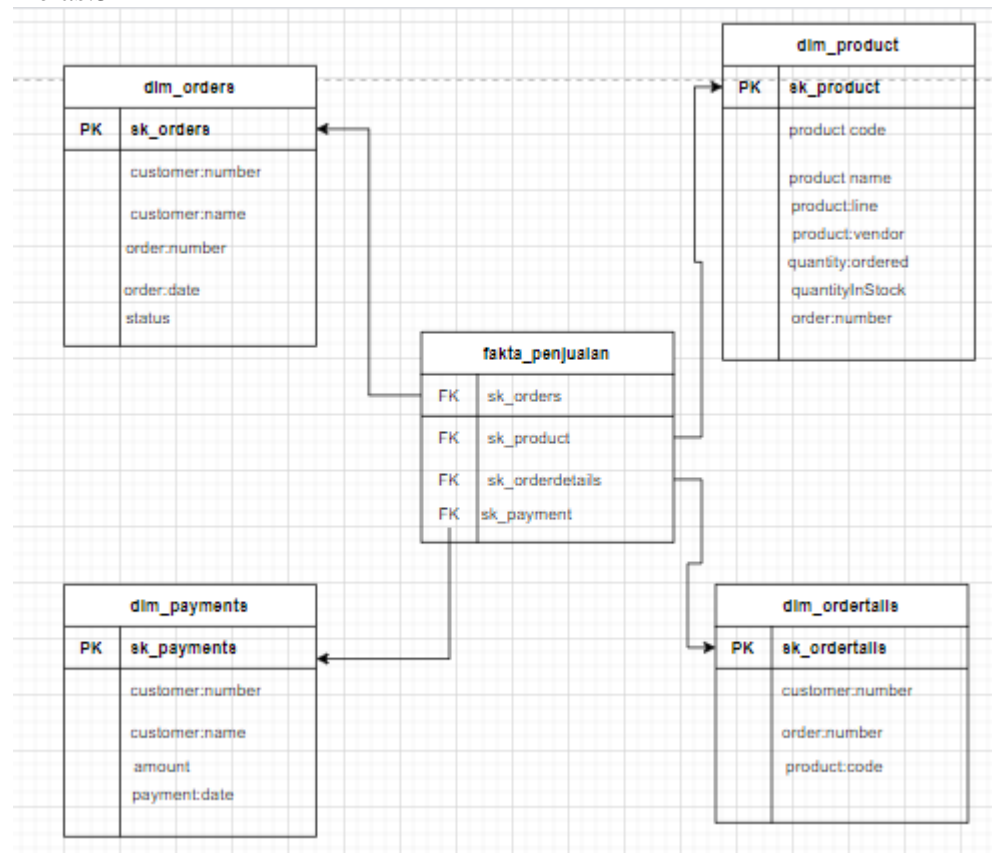 dim_orders
PK sk_orders
customer:number
customer:name
order:number
order:date
status
dim_product
PK sk_product
product code
product name
product:line
product:vendor
quantity:ordered
quantityInStock
order:number
fakta_penjualan
FK sk_orders
FK sk_product
FK sk_orderdetails
FK sk_payment
dim_payments
PK sk_payments
customer:number
customer:name
amount
payment:date
dim_ordertails
PK sk_ordertails
customer:number
order:number
product:code